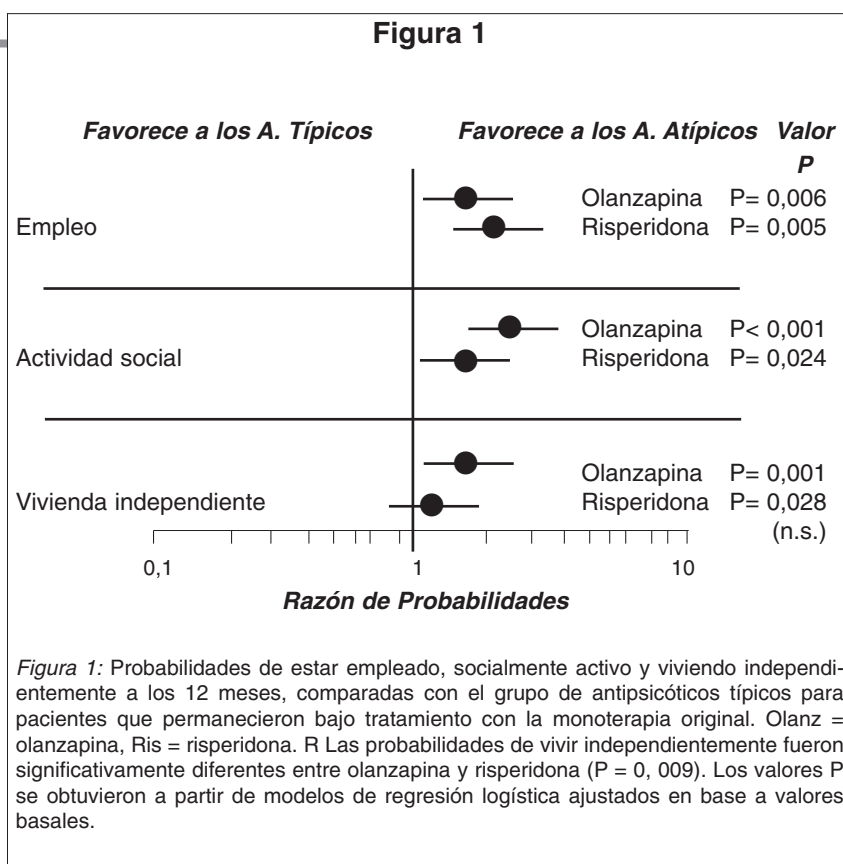 Figura 1
Favorece a los A. Típicos Favorece a los A. Atípicos Valor
P
Olanzapina P= 0,006
Empleo Risperidona P= 0,005
Olanzapina P< 0,001
Actividad social Risperidona P= 0,024
Olanzapina P= 0,001
Vivienda independiente Risperidona P= 0,028
(n.s.)
0,1 1 10
Razón de Probabilidades
Figura 1: Probabilidades de estar empleado, socialmente activo y viviendo independi-
entemente a los 12 meses, comparadas con el grupo de antipsicóticos típicos para
pacientes que permanecieron bajo tratamiento con la monoterapia original. Olanz =
olanzapina, Ris = risperidona. R Las probabilidades de vivir independientemente fueron
significativamente diferentes entre olanzapina y risperidona (P = 0, 009). Los valores P
se obtuvieron a partir de modelos de regresión logística ajustados en base a valores
basales.